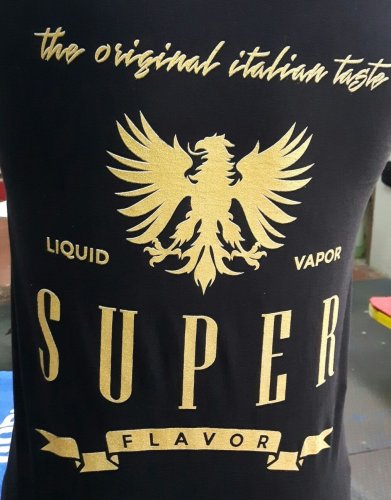 the original italian taste
LIQUID VAPOR
SUPER
FLAVOR